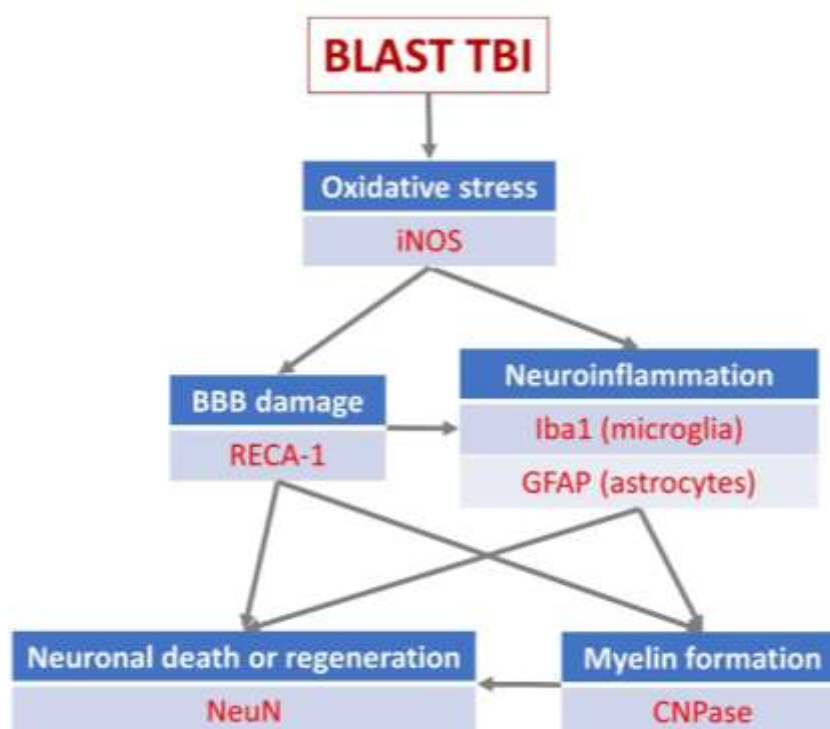 BLAST TBI
Oxidative stress
iNOS
BBB damage
RECA-1
Neuroinflammation
Iba1 (microglia)
GFAP (astrocytes)
Neuronal death or regeneration
NeuN
Myelin formation
CNPase